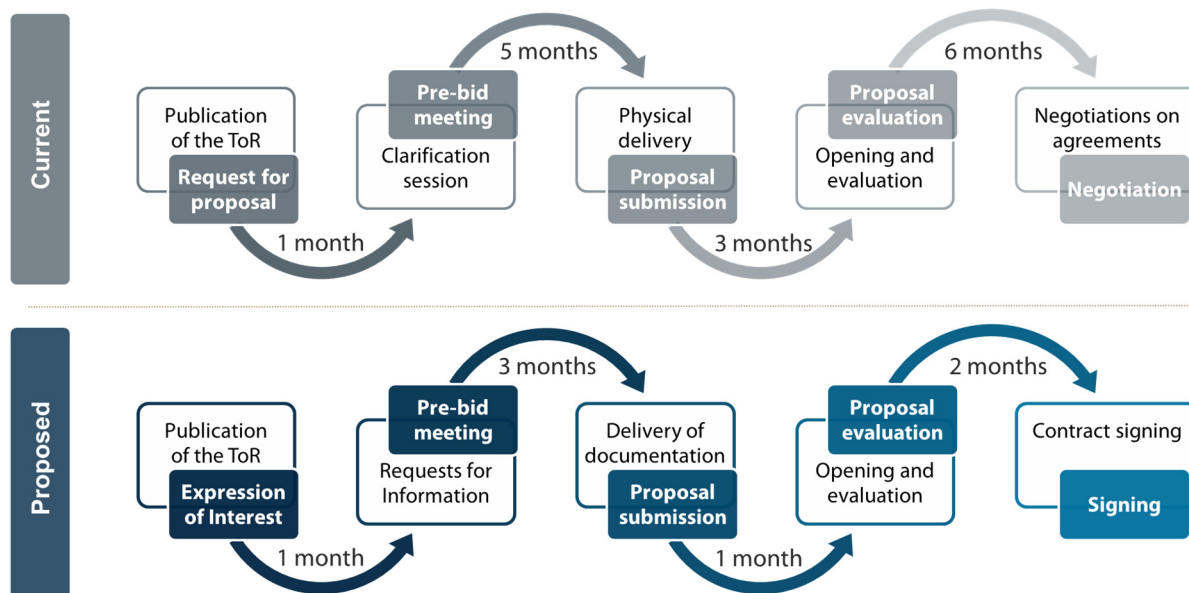 Current
Publication
of the ToR
Request for
proposal
1 month
Pre-bid
meeting
Clarification
session
5 months
Physical
delivery
Proposal
submission
3 months
Proposal
evaluation
Opening and
evaluation
6 months
Negotiations on
agreements
Negotiation
Proposed
Publication
of the ToR
Expression
of Interest
1 month
Pre-bid
meeting
Requests for
Information
3 months
Delivery of
documentation
Proposal
submission
1 month
Proposal
evaluation
Opening and
evaluation
2 months
Contract signing
Signing